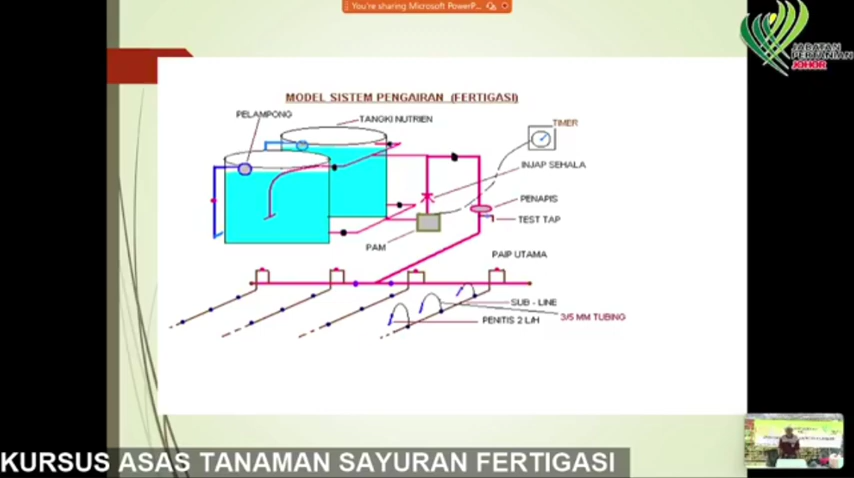 You're sharing Microsoft PowerP...
JABATAN
PERTANIAN
JOHOR
MODEL SISTEM PENGAIRAN (FERTIGASI)
PELAMPONG
TANGKI NUTRIEN
TIMER
INJAP SEHALA
PENAPIS
TEST TAP
PAM
PAIP UTAMA
SUB - LINE
3/5 MM TUBING
PENITIS 2 L/H
KURSUS ASAS TANAMAN SAYURAN FERTIGASI